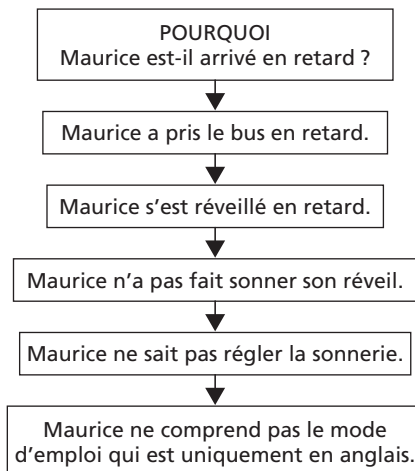 POURQUOI
Maurice est-il arrivé en retard ?
Maurice a pris le bus en retard.
Maurice s’est réveillé en retard.
Maurice n’a pas fait sonner son réveil.
Maurice ne sait pas régler la sonnerie.
Maurice ne comprend pas le mode
d’emploi qui est uniquement en anglais.